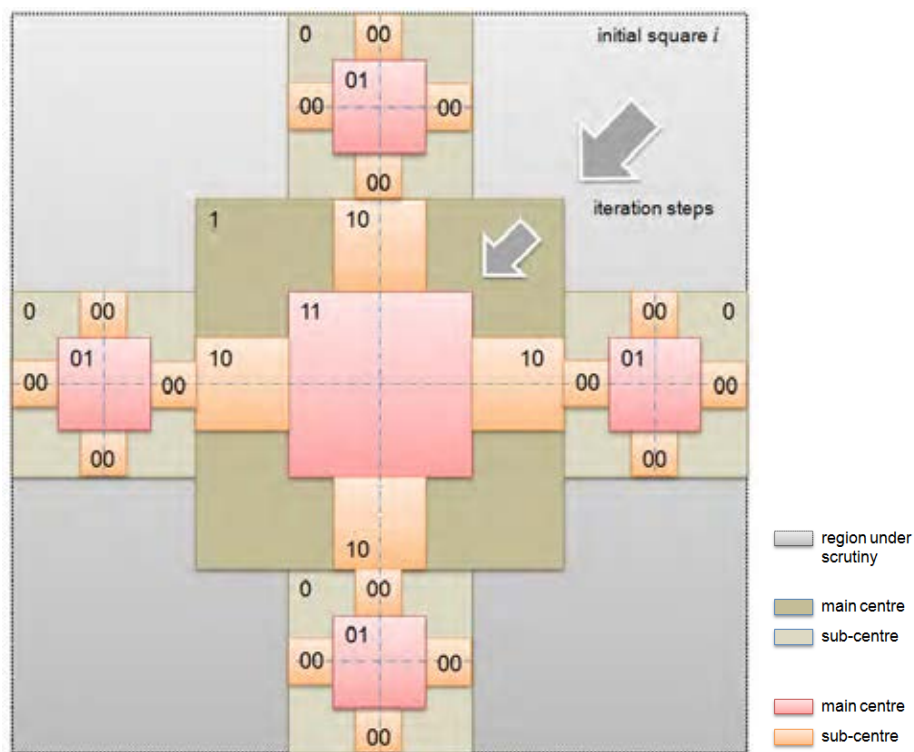 0 00 initial square i
01
00 00
00
iteration steps
1 10
0 00 11 00 0
01 01
10 10
00 00 00 00
00 00
10
0 00
01
00 00
00
region under
scrutiny
main centre
sub-centre
main centre
sub-centre